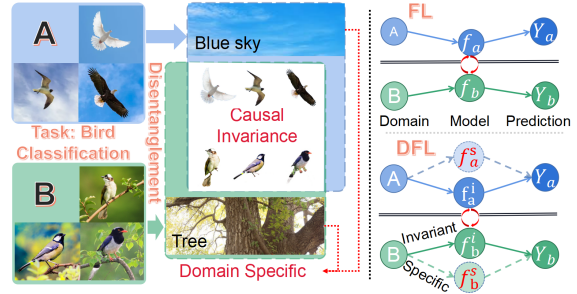 A
Task: Bird
Classification
B
Disentanglement
Blue sky
Causal
Invariance
Tree
Domain Specific
FL
A
f_a
Y_a
B
f_b
Y_b
Domain Model Prediction
DFL
f_a^s
A
f_a^i
Y_a
B
Invariant
f_b^i
Y_b
Specific
f_b^s